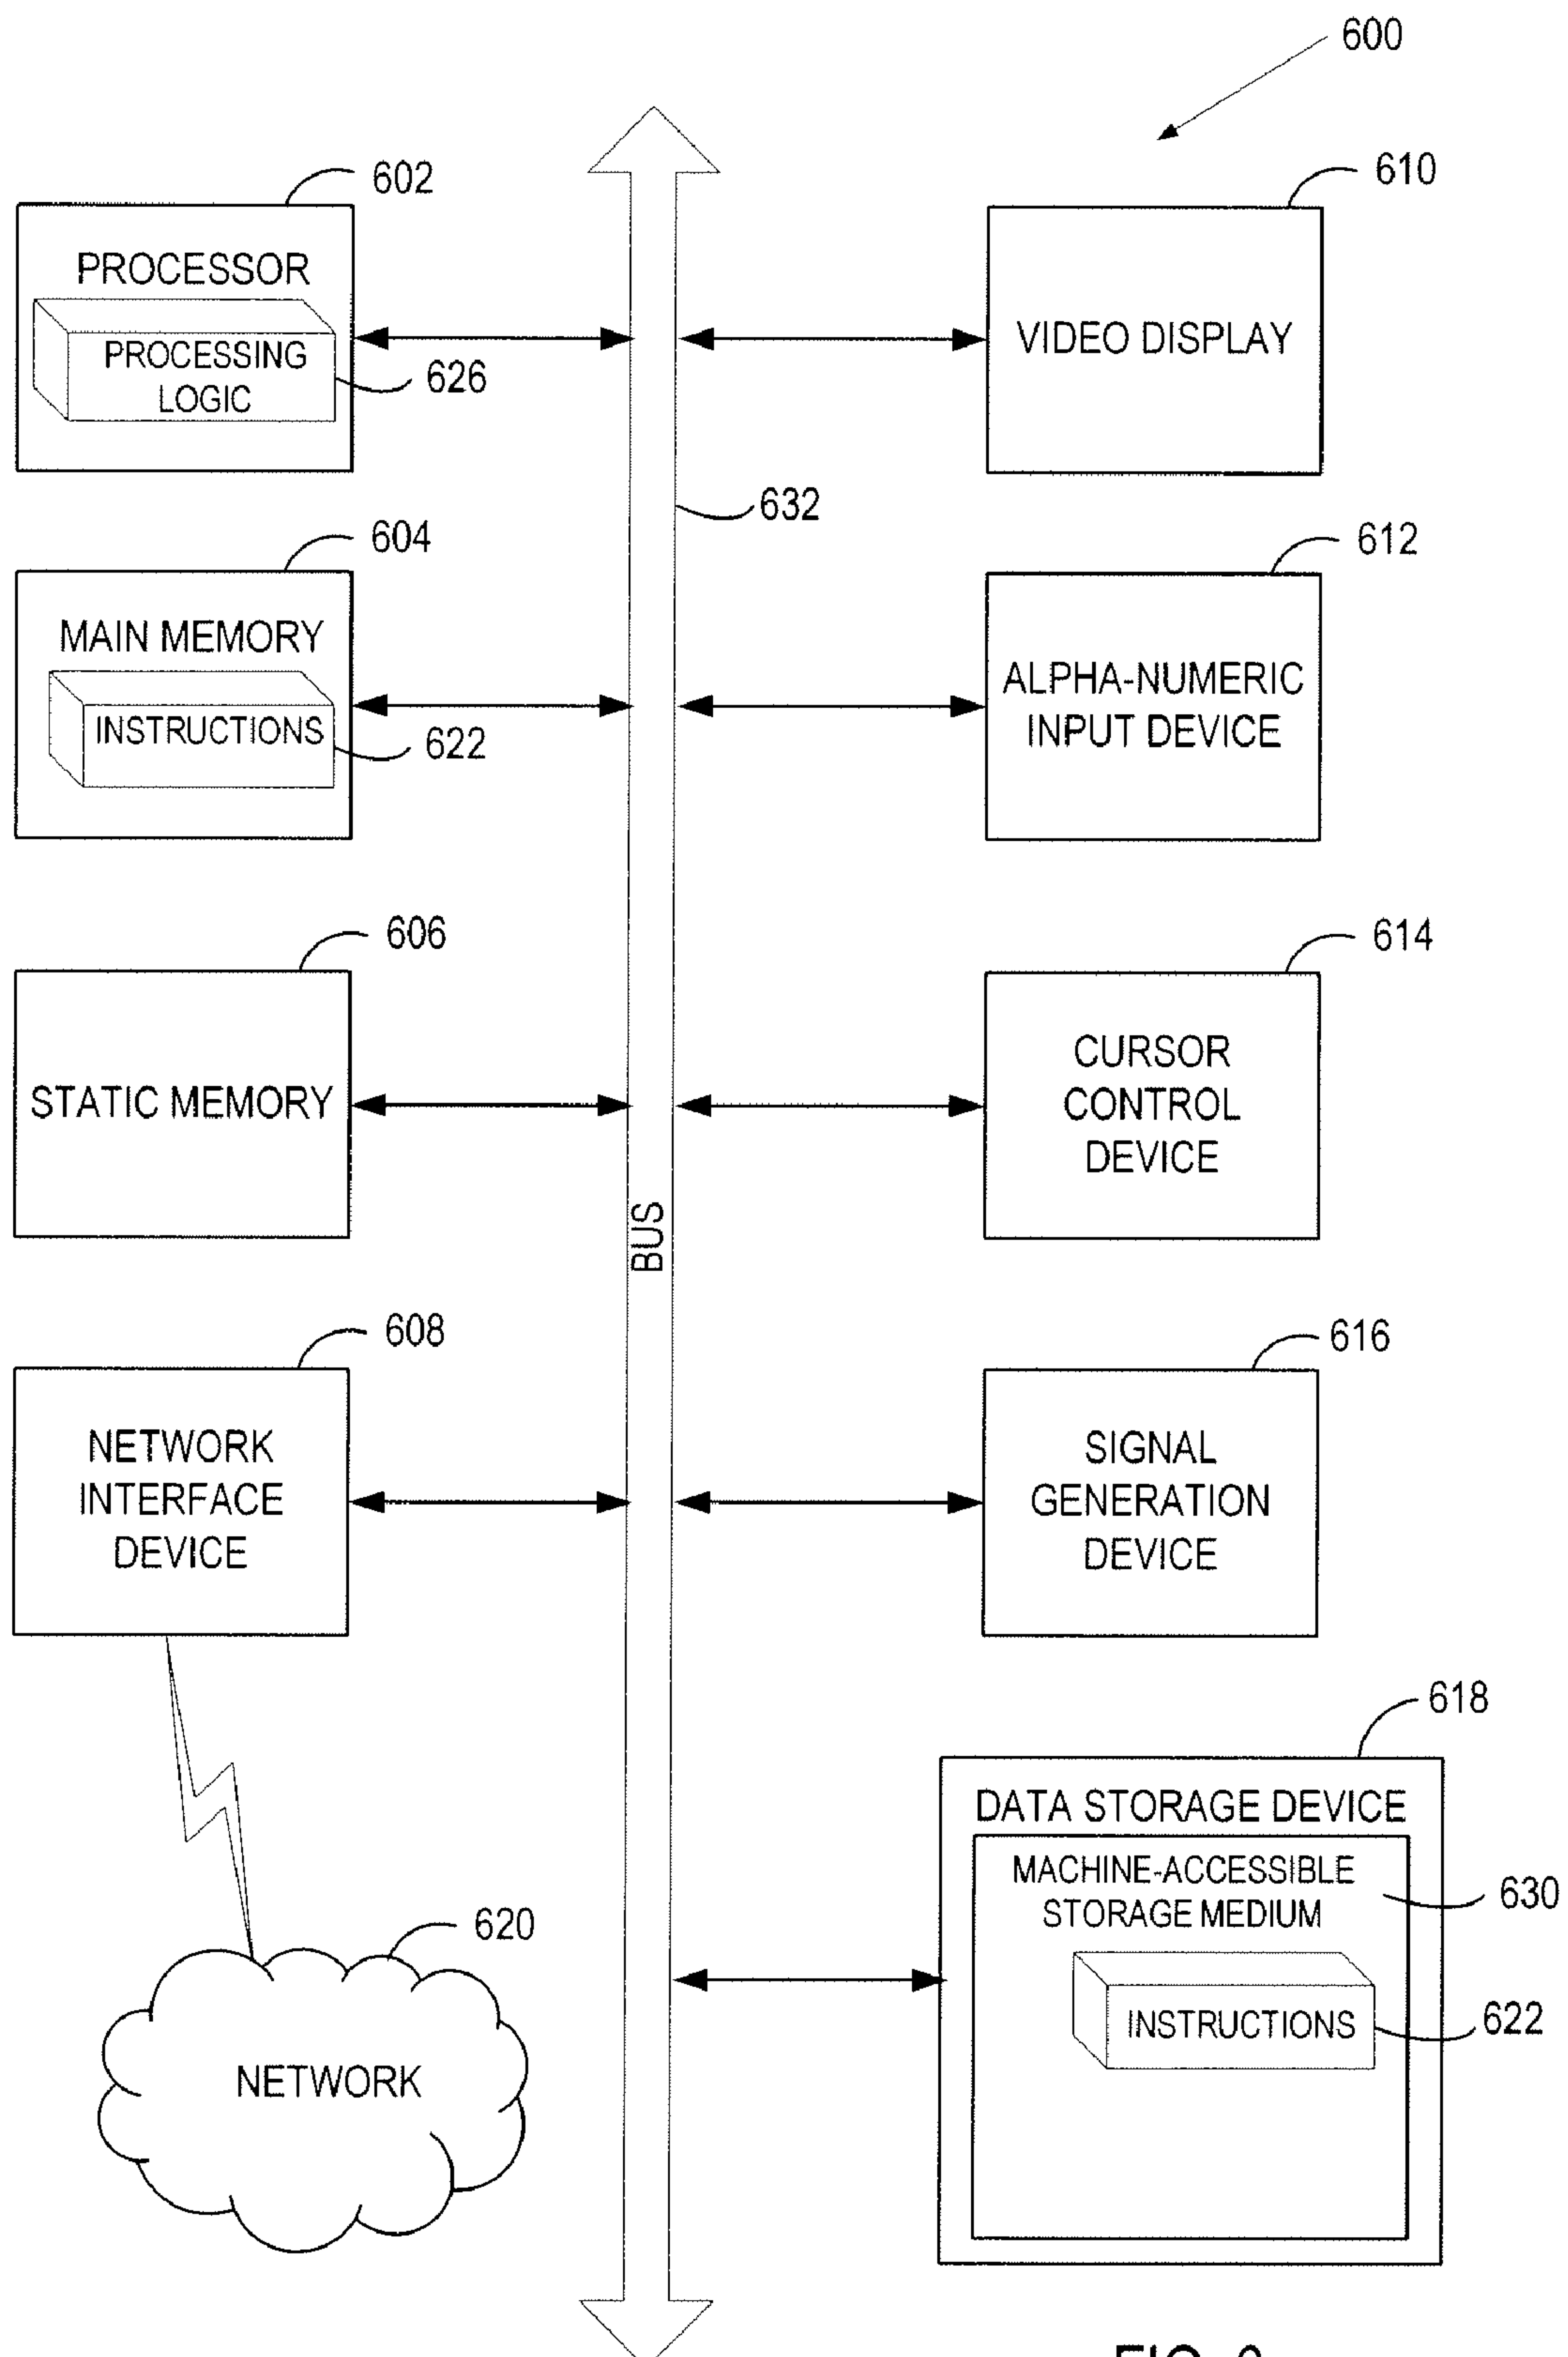 600
602
PROCESSOR
PROCESSING
LOGIC
626
610
VIDEO DISPLAY
632
604
MAIN MEMORY
INSTRUCTIONS
622
612
ALPHA-NUMERIC
INPUT DEVICE
606
STATIC MEMORY
614
CURSOR
CONTROL
DEVICE
BUS
608
NETWORK
INTERFACE
DEVICE
616
SIGNAL
GENERATION
DEVICE
618
DATA STORAGE DEVICE
MACHINE-ACCESSIBLE
STORAGE MEDIUM
630
INSTRUCTIONS
622
620
NETWORK
FIG.